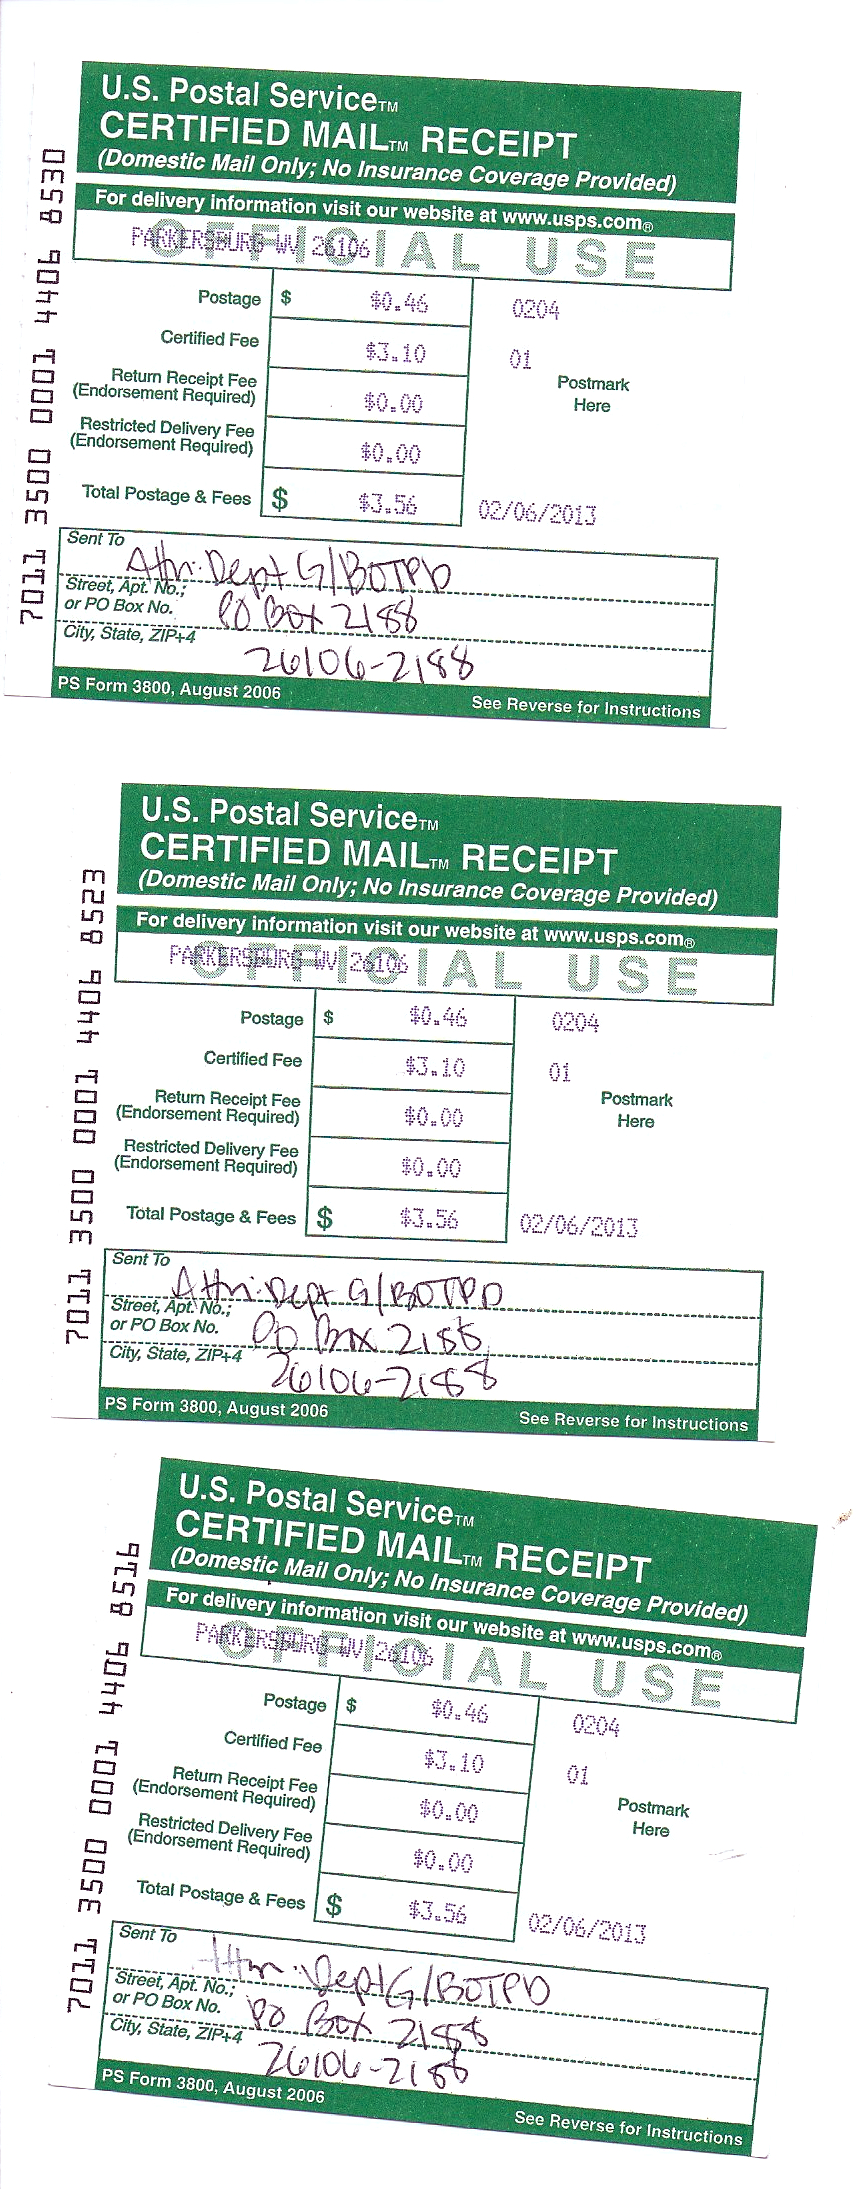 U.S. Postal Service™
CERTIFIED MAIL™ RECEIPT
(Domestic Mail Only; No Insurance Coverage Provided)
For delivery information visit our website at www.usps.com®
OFFICIAL USE
PARKERSBURG WV 26106
7011 3500 0001 4406 8530
Postage $ $0.46 0204
Certified Fee $3.10 01
Return Receipt Fee
(Endorsement Required) $0.00
Postmark
Here
Restricted Delivery Fee
(Endorsement Required) $0.00
Total Postage & Fees $ $3.56 02/06/2013
Sent To
Attn: Dept G/BOTPD
Street, Apt. No.;
or PO Box No. PO Box 2188
City, State, ZIP+4
26106-2188
PS Form 3800, August 2006 See Reverse for Instructions
U.S. Postal Service™
CERTIFIED MAIL™ RECEIPT
(Domestic Mail Only; No Insurance Coverage Provided)
For delivery information visit our website at www.usps.com®
OFFICIAL USE
PARKERSBURG WV 26106
7011 3500 0001 4406 8523
Postage $ $0.46 0204
Certified Fee $3.10 01
Return Receipt Fee
(Endorsement Required) $0.00
Postmark
Here
Restricted Delivery Fee
(Endorsement Required) $0.00
Total Postage & Fees $ $3.56 02/06/2013
Sent To
Attn: Dept G/BOTPD
Street, Apt. No.;
or PO Box No. PO Box 2188
City, State, ZIP+4
26106-2188
PS Form 3800, August 2006 See Reverse for Instructions
U.S. Postal Service™
CERTIFIED MAIL™ RECEIPT
(Domestic Mail Only; No Insurance Coverage Provided)
For delivery information visit our website at www.usps.com®
OFFICIAL USE
PARKERSBURG WV 26106
7011 3500 0001 4406 8516
Postage $ $0.46 0204
Certified Fee $3.10 01
Return Receipt Fee
(Endorsement Required) $0.00
Postmark
Here
Restricted Delivery Fee
(Endorsement Required) $0.00
Total Postage & Fees $ $3.56 02/06/2013
Sent To
Attn: Dept G/BOTPD
Street, Apt. No.;
or PO Box No. PO Box 2188
City, State, ZIP+4
26106-2188
PS Form 3800, August 2006 See Reverse for Instructions